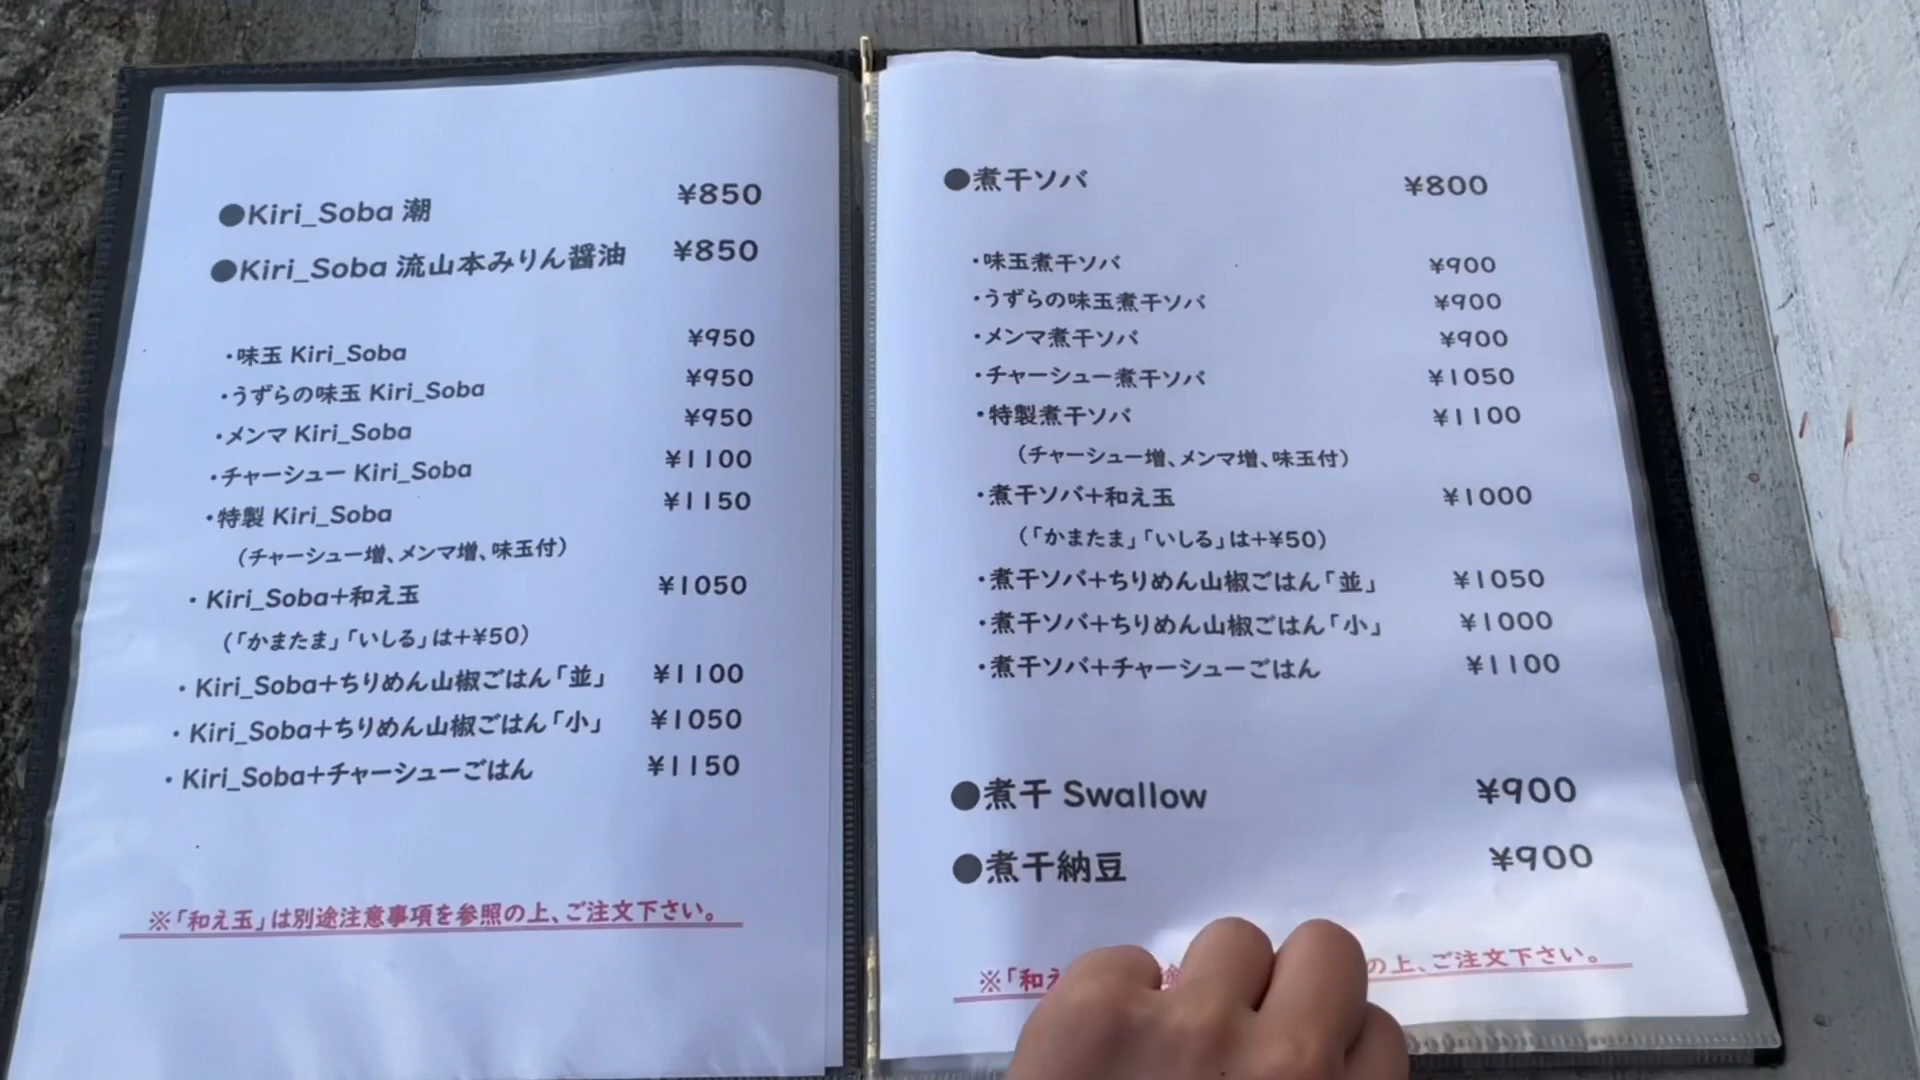 ●Kiri_Soba 潮 ¥850
●Kiri_Soba 流山本みりん醤油 ¥850
・味玉 Kiri_Soba ¥950
・うずらの味玉 Kiri_Soba ¥950
・メンマ Kiri_Soba ¥950
・チャーシュー Kiri_Soba ¥1100
・特製 Kiri_Soba ¥1150
(チャーシュー増、メンマ増、味玉付)
・Kiri_Soba+和え玉 ¥1050
(「かまたま」「いしる」は+¥50)
・Kiri_Soba+ちりめん山椒ごはん「並」 ¥1100
・Kiri_Soba+ちりめん山椒ごはん「小」 ¥1050
・Kiri_Soba+チャーシューごはん ¥1150
※「和え玉」は別途注意事項を参照の上、ご注文下さい。
●煮干ソバ ¥800
・味玉煮干ソバ ¥900
・うずらの味玉煮干ソバ ¥900
・メンマ煮干ソバ ¥900
・チャーシュー煮干ソバ ¥1050
・特製煮干ソバ ¥1100
(チャーシュー増、メンマ増、味玉付)
・煮干ソバ+和え玉 ¥1000
(「かまたま」「いしる」は+¥50)
・煮干ソバ+ちりめん山椒ごはん「並」 ¥1050
・煮干ソバ+ちりめん山椒ごはん「小」 ¥1000
・煮干ソバ+チャーシューごはん ¥1100
●煮干 Swallow ¥900
●煮干納豆 ¥900
※「和え の上、ご注文下さい。